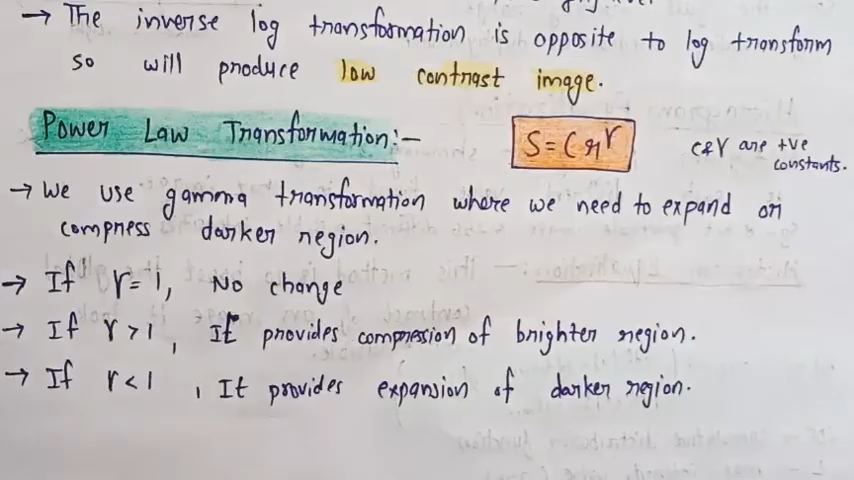 → The inverse log transformation is opposite to log transform
so will produce low contrast image.
Power Law Transformation:-
S = C r^γ
c & γ are +ve
constants.
→ We use gamma transformation where we need to expand or
compress darker region.
→ If γ = 1, No change
→ If γ > 1, It provides compression of brighter region.
→ If γ < 1, It provides expansion of darker region.